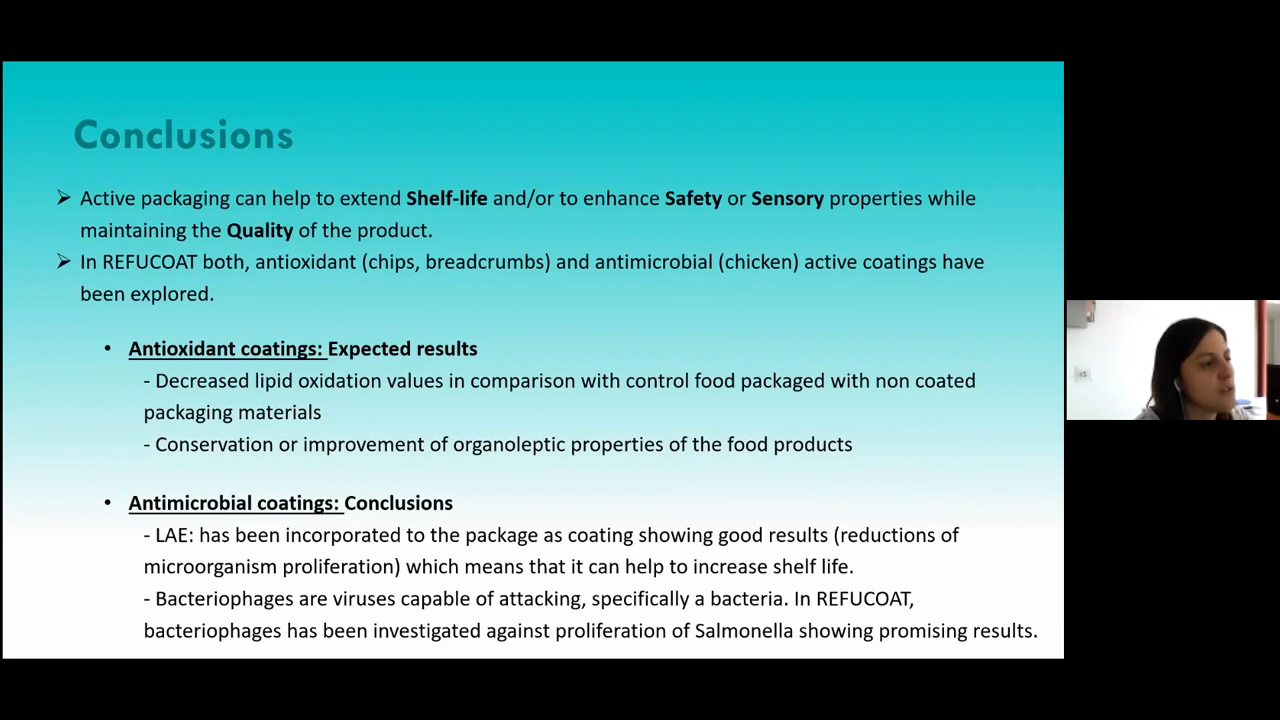 Conclusions
➢ Active packaging can help to extend Shelf-life and/or to enhance Safety or Sensory properties while
maintaining the Quality of the product.
➢ In REFUCOAT both, antioxidant (chips, breadcrumbs) and antimicrobial (chicken) active coatings have
been explored.
• Antioxidant coatings: Expected results
- Decreased lipid oxidation values in comparison with control food packaged with non coated
packaging materials
- Conservation or improvement of organoleptic properties of the food products
• Antimicrobial coatings: Conclusions
- LAE: has been incorporated to the package as coating showing good results (reductions of
microorganism proliferation) which means that it can help to increase shelf life.
- Bacteriophages are viruses capable of attacking, specifically a bacteria. In REFUCOAT,
bacteriophages has been investigated against proliferation of Salmonella showing promising results.